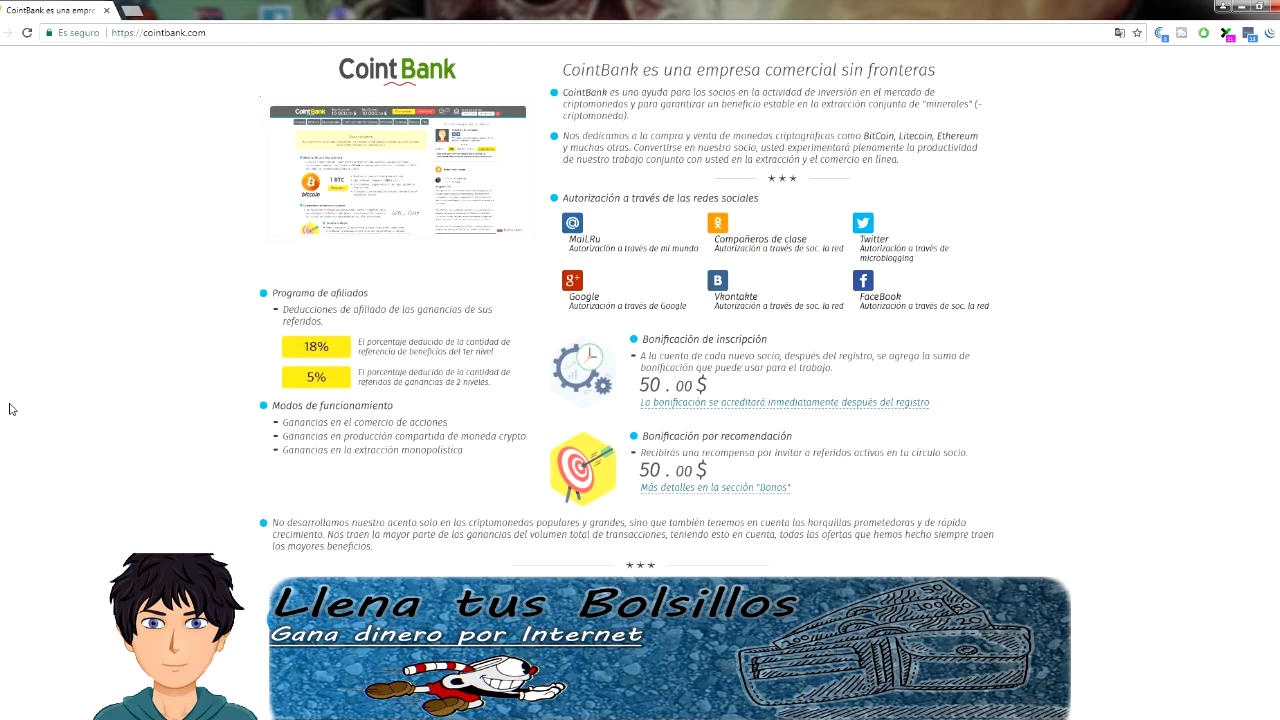 CointBank es una empre
Es seguro
https://cointbank.com
CointBank
CointBank es una empresa comercial sin fronteras
CointBank es una ayuda para los socios en la actividad de inversión en el mercado de
criptomonedas y para garantizar un beneficio estable de la extracción de "minerales" (-
criptomoneda).
Nos dedicamos a la compra y venta de monedas criptográficas como Bitcoin, Litecoin, Ethereum
y muchas otras. Convertirse en nuestro socio, usted experimentará plenamente la productividad
de nuestro trabajo conjunto con usted desde el primer minuto.
***
Autorización a través de las redes sociales
Mail.Ru
Autorización a través de mi mundo
Compañeros de clase
Autorización a través de soc. la red
Twitter
Autorización a través de
microblogging
Google
Autorización a través de Google
Vkontakte
Autorización a través de soc. la red
FaceBook
Autorización a través de soc. la red
Programa de afiliados
Deducciones de afiliado de las ganancias de sus
referidos.
18%
El porcentaje deducido de la cantidad de
referencia de beneficios del 1er nivel
5%
El porcentaje deducido de la cantidad de
referidos de ganancias de 2 niveles.
Modos de funcionamiento
Ganancias en el comercio de acciones
Ganancias en producción compartida de moneda crypto
Ganancias en la extracción monopolística
Bonificación de inscripción
A la cuenta de cada nuevo socio, después del registro, se agrega la suma de
bonificación que puede usar para el trabajo.
50 . 00 $
La bonificación se acreditará inmediatamente después del registro
Bonificación por recomendación
Recibirás una recompensa por invitar a referidos activos en tu círculo socio.
50 . 00 $
Más detalles en la sección "Bonos"
No desarrollamos nuestro acento solo en las criptomonedas populares y grandes, sino que también tenemos en cuenta las horquillas prometedoras y de rápido
crecimiento. Nos traen la mayor parte de las ganancias del volumen total de transacciones, teniendo esto en cuenta, todas las ofertas que hemos hecho siempre traen
los mayores beneficios.
***
Llena tus Bolsillos
Gana dinero por Internet